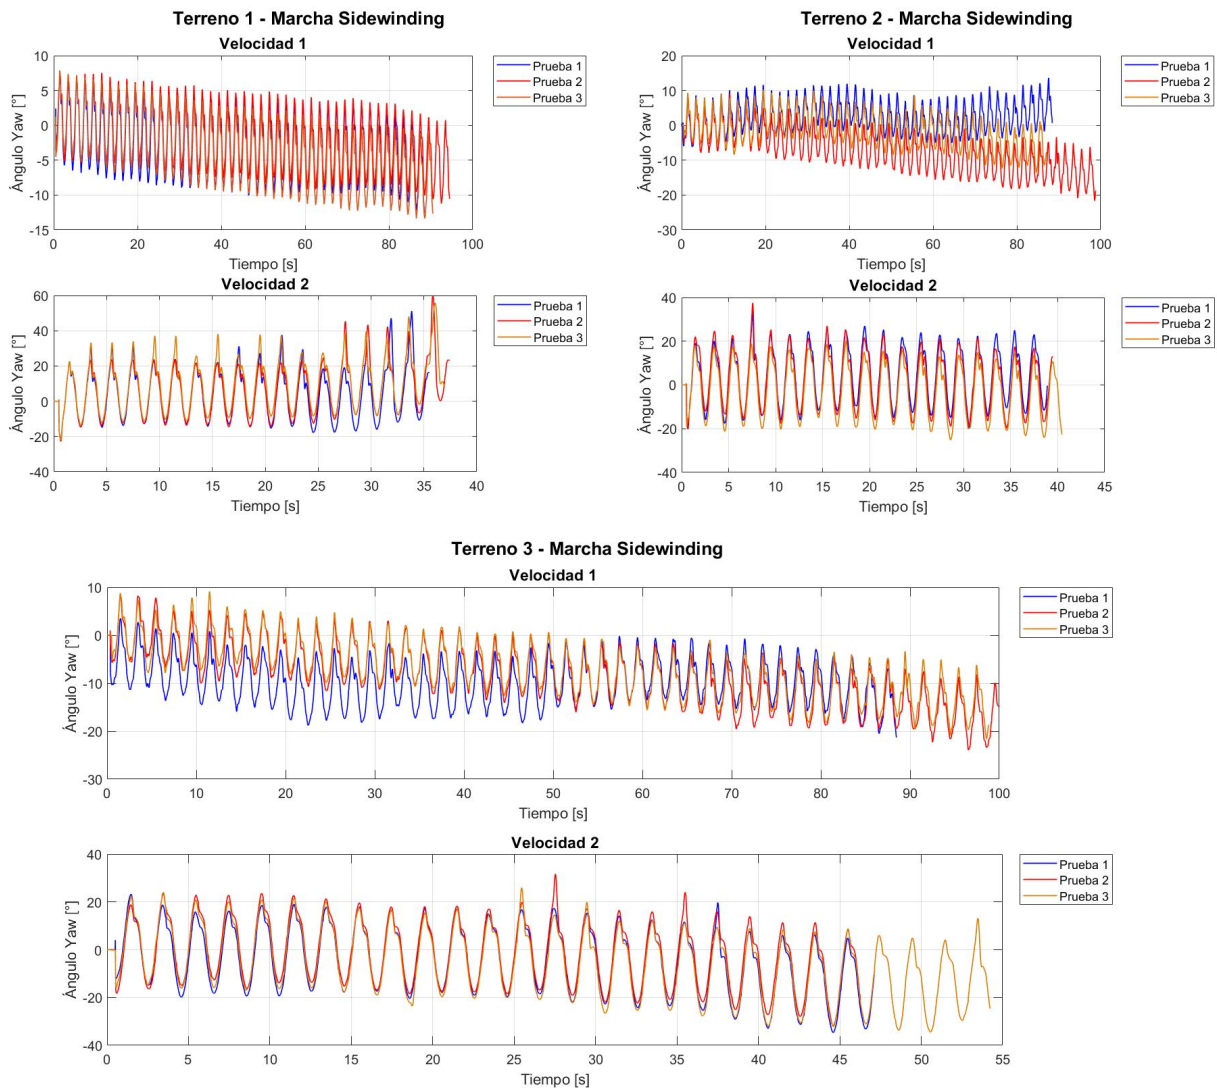 Terreno 1 - Marcha Sidewinding
Velocidad 1
Ángulo Yaw [°]
10
5
0
-5
-10
-15
0 20 40 60 80 100
Tiempo [s]
Prueba 1
Prueba 2
Prueba 3
Velocidad 2
Ángulo Yaw [°]
60
40
20
0
-20
-40
0 5 10 15 20 25 30 35 40
Tiempo [s]
Prueba 1
Prueba 2
Prueba 3
Terreno 2 - Marcha Sidewinding
Velocidad 1
Ángulo Yaw [°]
20
10
0
-10
-20
-30
0 20 40 60 80 100
Tiempo [s]
Prueba 1
Prueba 2
Prueba 3
Velocidad 2
Ángulo Yaw [°]
40
20
0
-20
-40
0 5 10 15 20 25 30 35 40 45
Tiempo [s]
Prueba 1
Prueba 2
Prueba 3
Terreno 3 - Marcha Sidewinding
Velocidad 1
Ángulo Yaw [°]
10
0
-10
-20
-30
0 10 20 30 40 50 60 70 80 90 100
Tiempo [s]
Prueba 1
Prueba 2
Prueba 3
Velocidad 2
Ángulo Yaw [°]
40
20
0
-20
-40
0 5 10 15 20 25 30 35 40 45 50 55
Tiempo [s]
Prueba 1
Prueba 2
Prueba 3